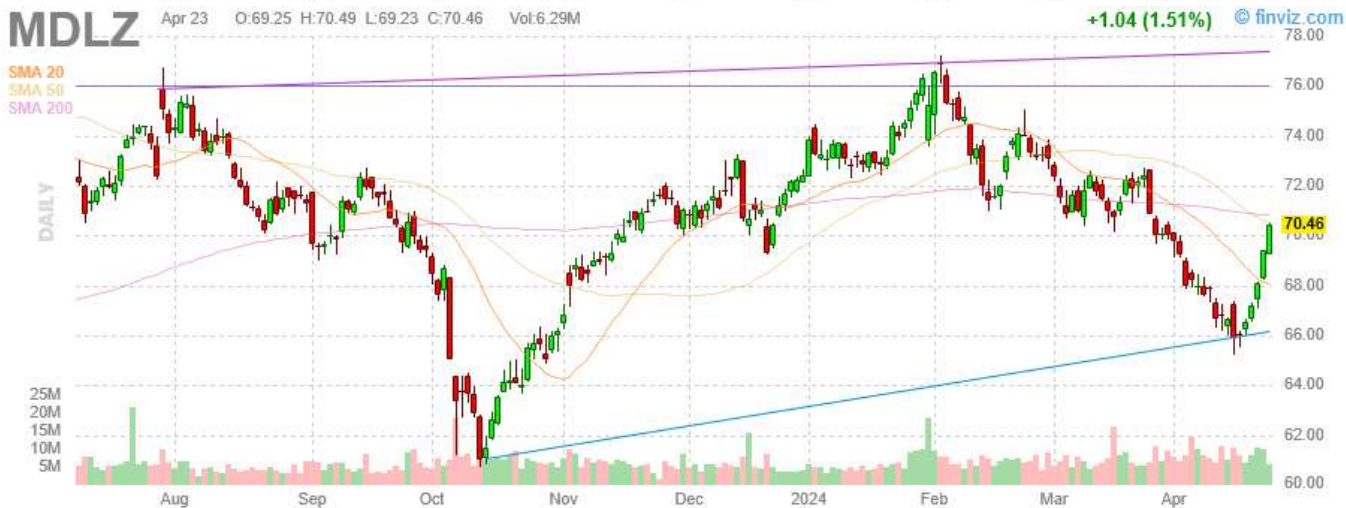 MDLZ Apr 23 O:69.25 H:70.49 L:69.23 C:70.46 Vol:6.29M +1.04 (1.51%) © finviz.com
SMA 20
SMA 50
SMA 200
DAILY
78.00
76.00
74.00
72.00
70.46
70.00
68.00
66.00
64.00
62.00
60.00
25M
20M
15M
10M
5M
Aug Sep Oct Nov Dec 2024 Feb Mar Apr